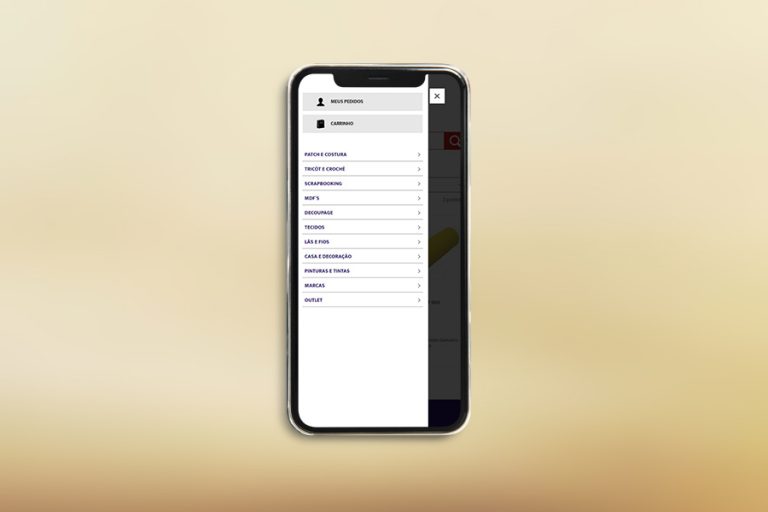 MEUS PEDIDOS
CARRINHO
PATCH E COSTURA
TRICÔT E CROCHÊ
SCRAPBOOKING
MDF'S
DECOUPAGE
TECIDOS
LÃS E FIOS
CASA E DECORAÇÃO
PINTURAS E TINTAS
MARCAS
OUTLET